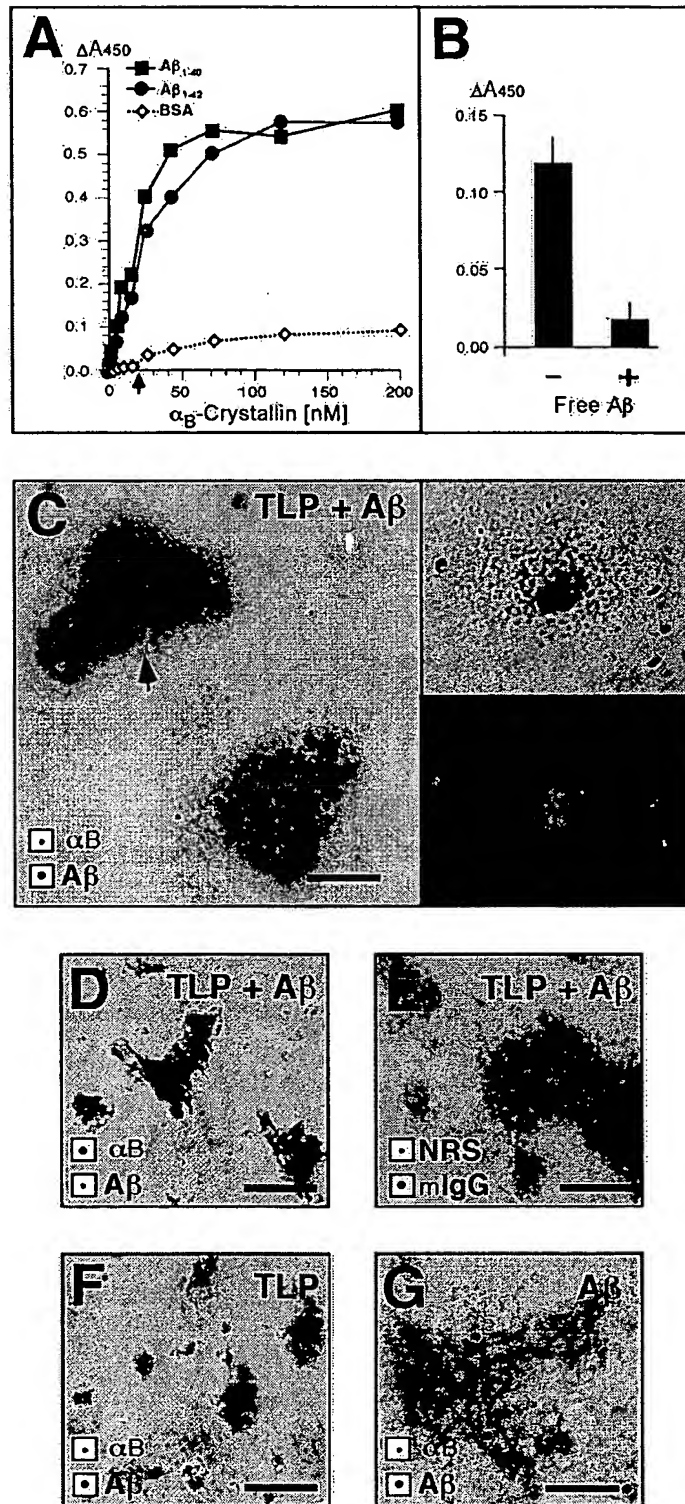 A
ΔA450
Aβ1-40
Aβ1-42
BSA
0.7
0.6
0.5
0.4
0.3
0.2
0.1
0.0
0 50 100 150 200
αB-Crystallin [nM]
B
ΔA450
0.15
0.10
0.05
0.00
− +
Free Aβ
C TLP + Aβ
αB
Aβ
D TLP + Aβ
αB
Aβ
E TLP + Aβ
NRS
mIgG
F TLP
αB
Aβ
G Aβ
αB
Aβ